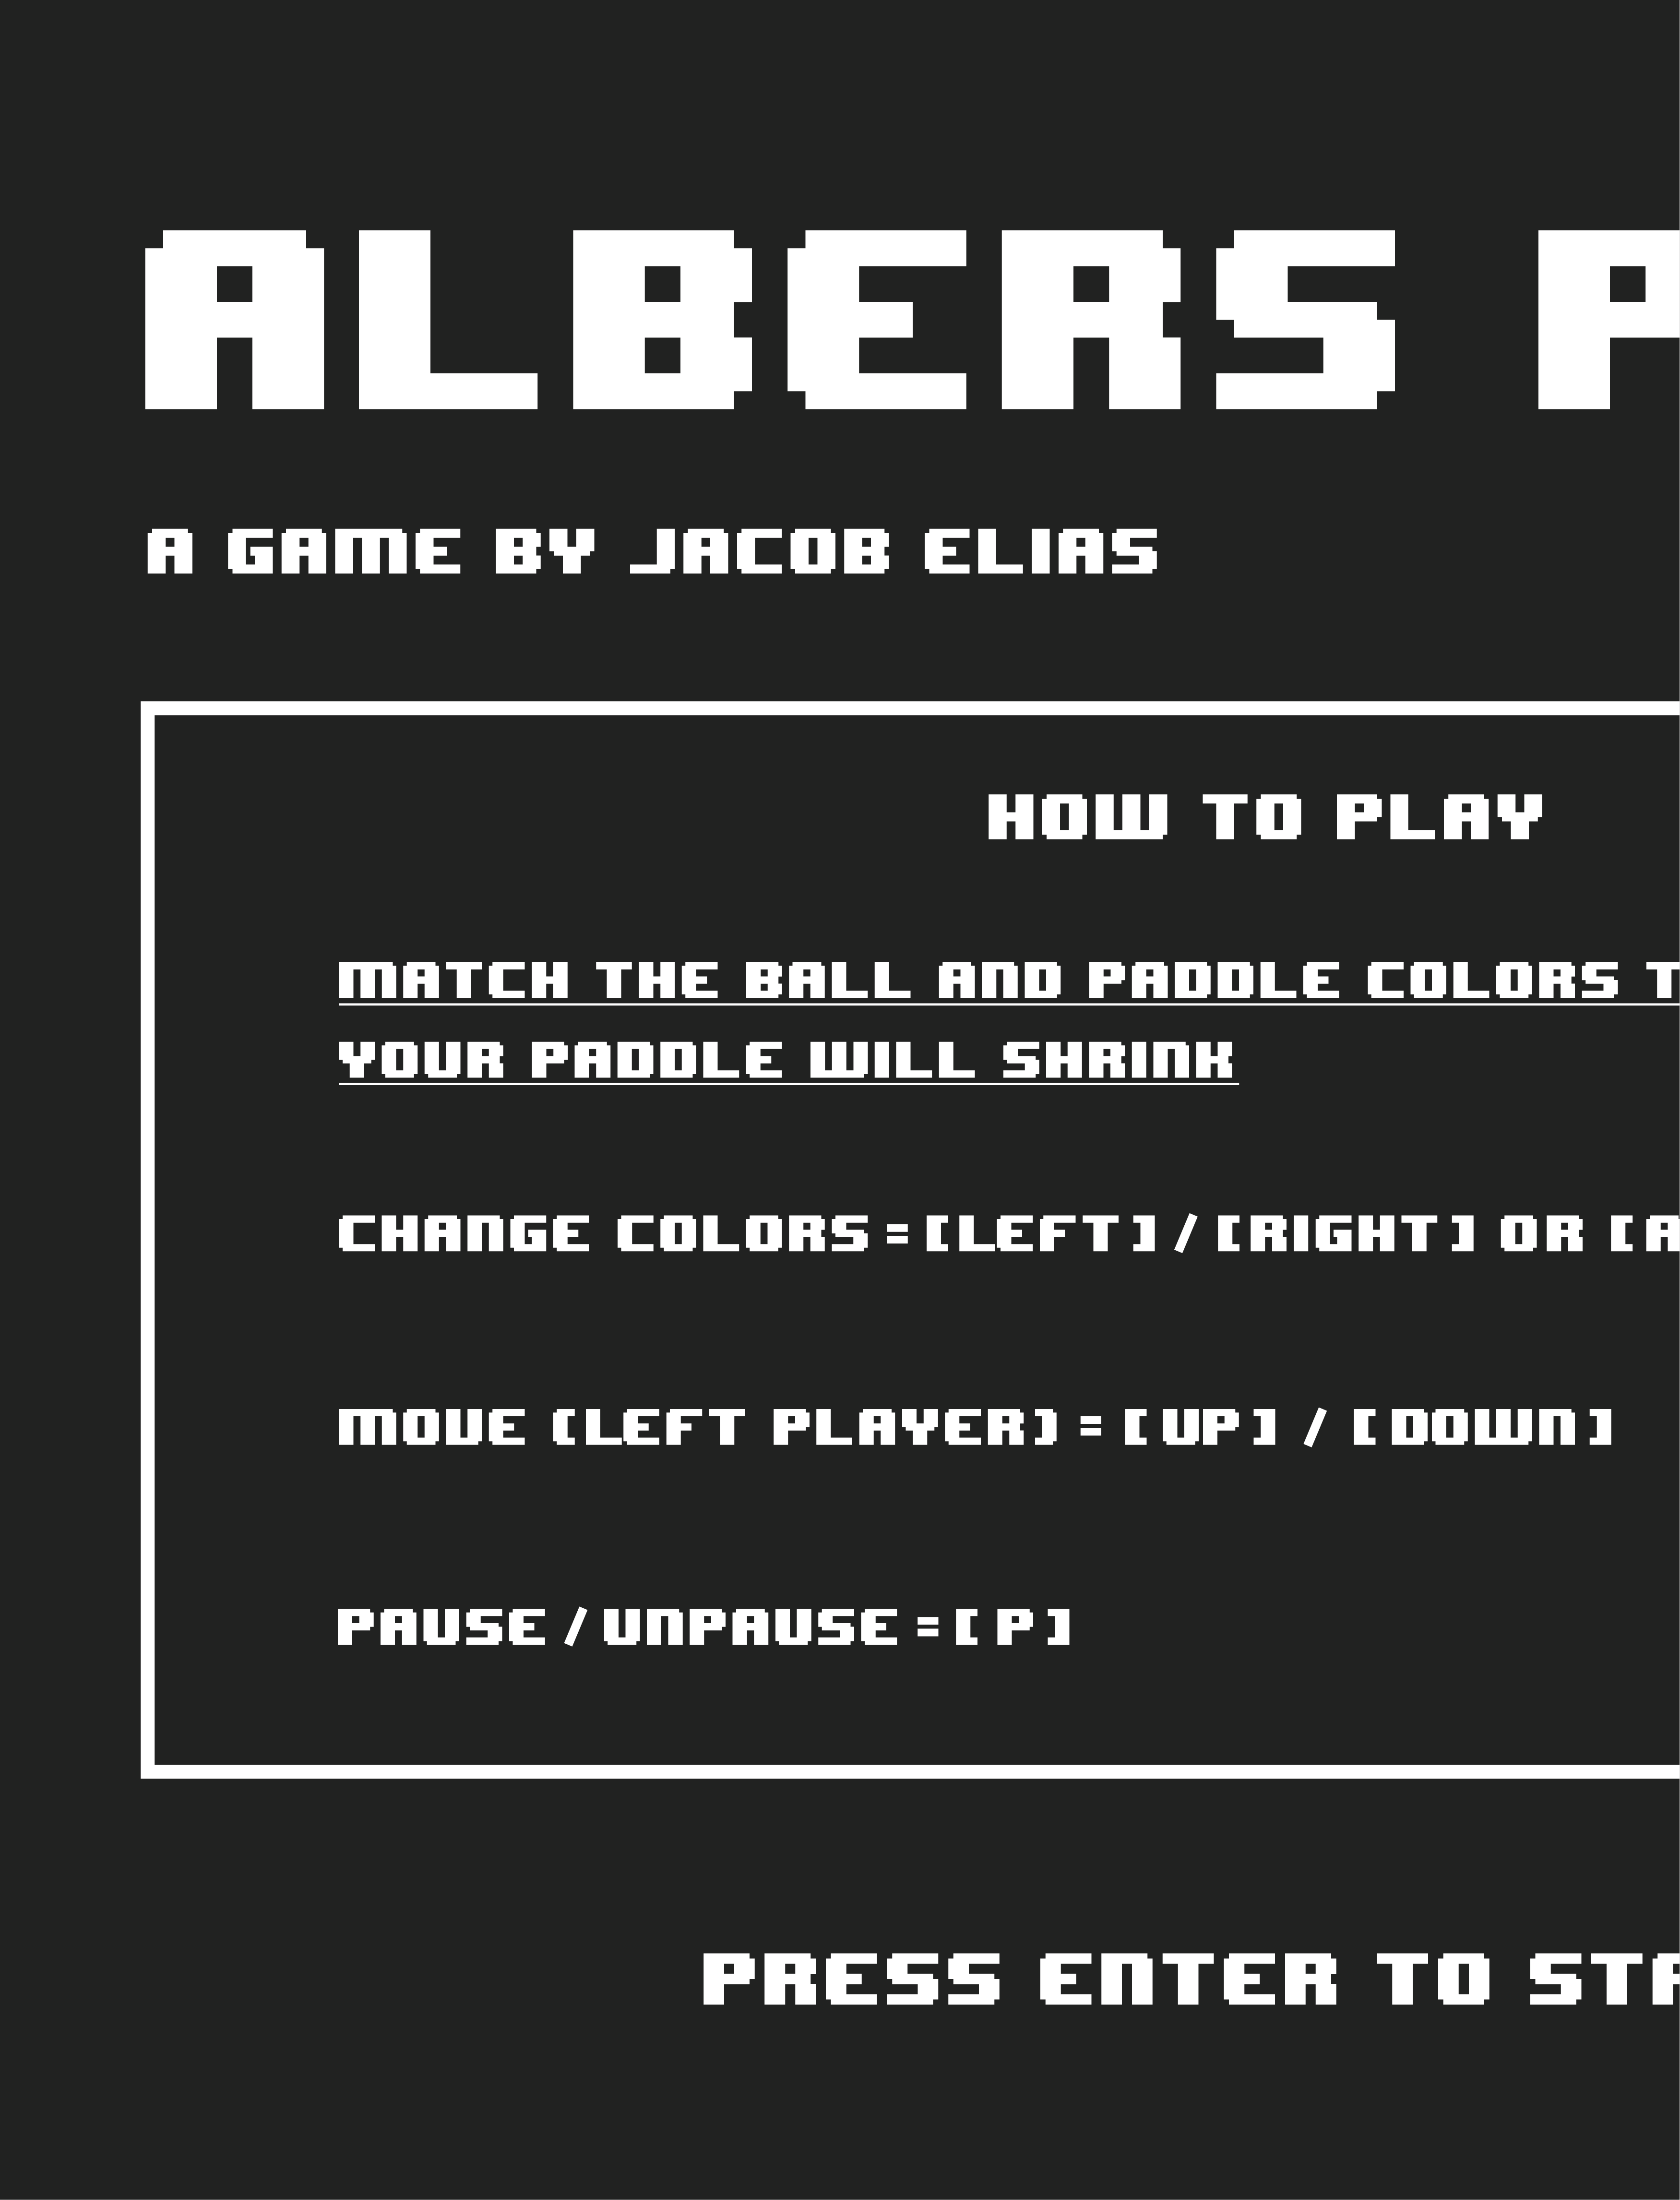 ALBERS P
A GAME BY JACOB ELIAS
HOW TO PLAY
MATCH THE BALL AND PADDLE COLORS T
YOUR PADDLE WILL SHRINK
CHANGE COLORS=[LEFT]/[RIGHT] OR [A
MOVE (LEFT PLAYER) = [UP] / [DOWN]
PAUSE/UNPAUSE=[P]
PRESS ENTER TO STA